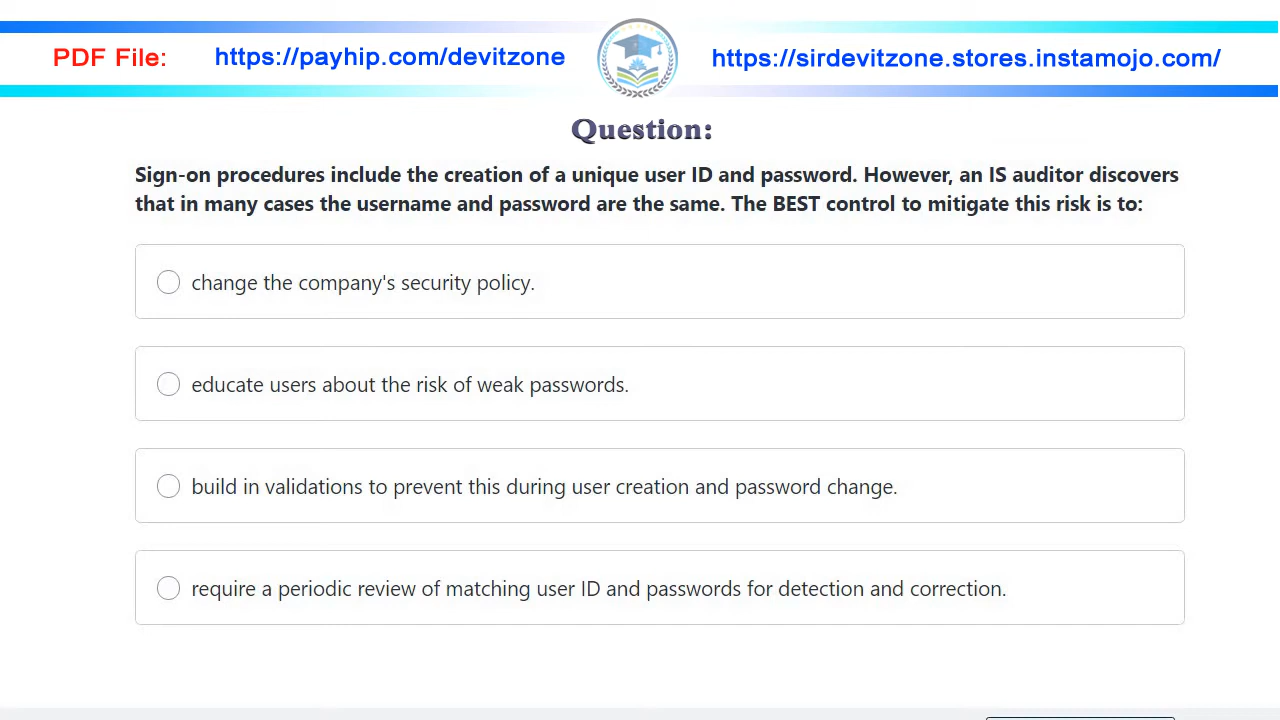 PDF File: https://payhip.com/devitzone https://sirdevitzone.stores.instamojo.com/
Question:
Sign-on procedures include the creation of a unique user ID and password. However, an IS auditor discovers
that in many cases the username and password are the same. The BEST control to mitigate this risk is to:
change the company's security policy.
educate users about the risk of weak passwords.
build in validations to prevent this during user creation and password change.
require a periodic review of matching user ID and passwords for detection and correction.